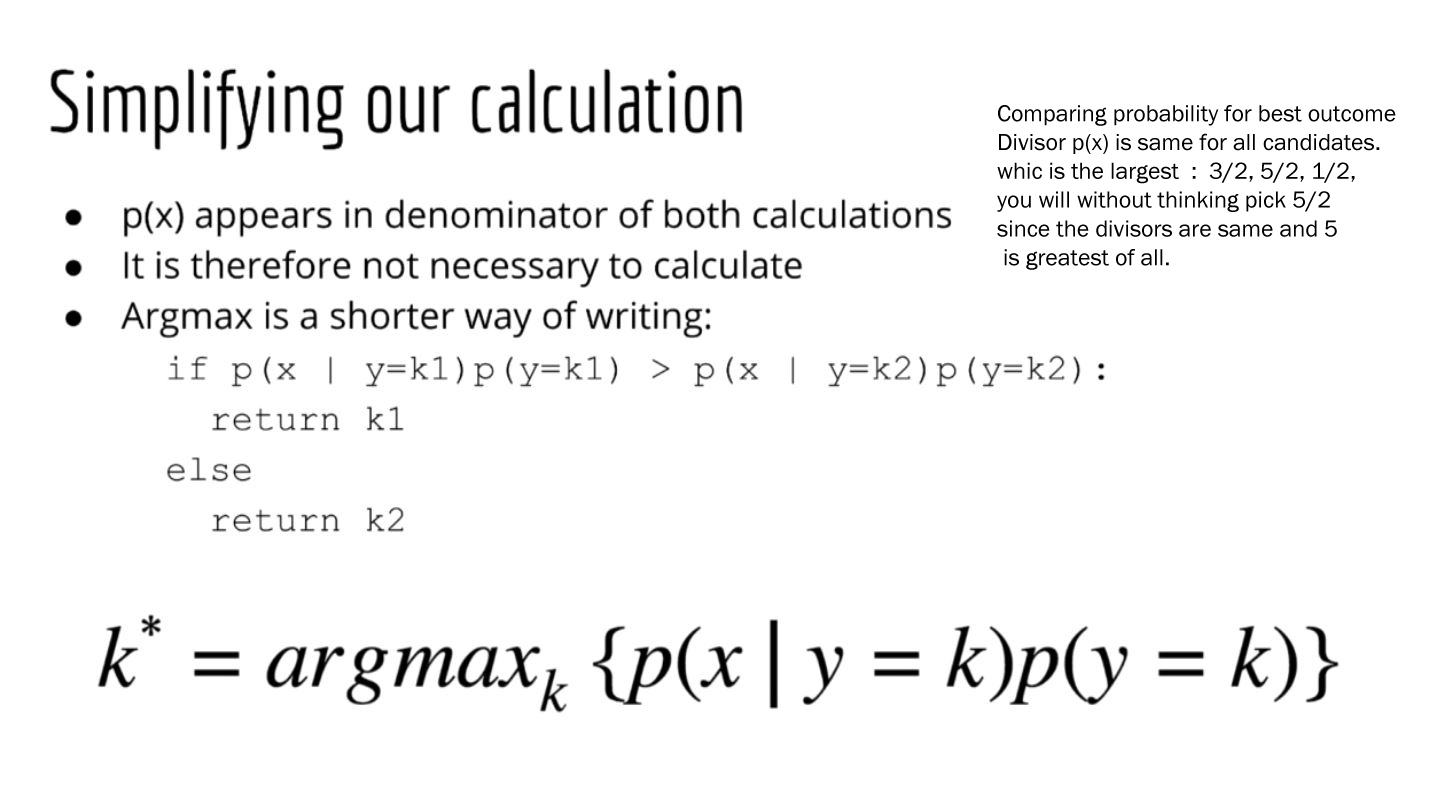 Simplifying our calculation
Comparing probability for best outcome
Divisor p(x) is same for all candidates.
whic is the largest : 3/2, 5/2, 1/2,
you will without thinking pick 5/2
since the divisors are same and 5
is greatest of all.
● p(x) appears in denominator of both calculations
● It is therefore not necessary to calculate
● Argmax is a shorter way of writing:
if p(x | y=k1)p(y=k1) > p(x | y=k2)p(y=k2):
return k1
else
return k2
k* = argmaxₖ {p(x | y = k)p(y = k)}